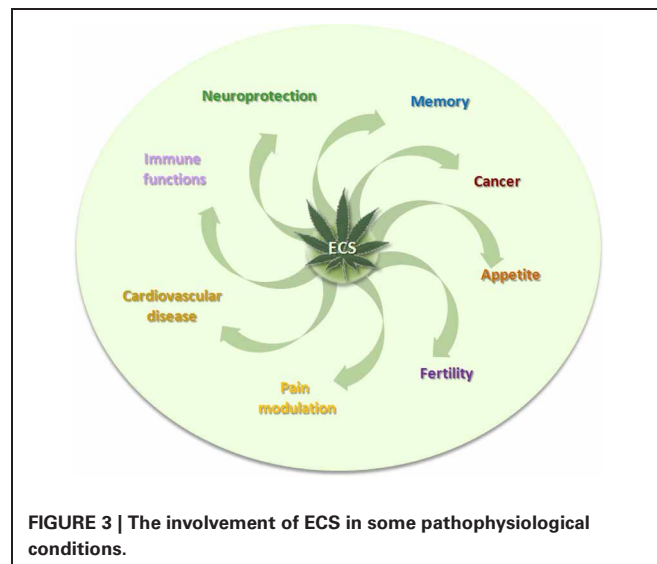 Neuroprotection
Memory
Immune
functions
Cancer
ECS
Appetite
Cardiovascular
disease
Fertility
Pain
modulation
FIGURE 3 | The involvement of ECS in some pathophysiological
conditions.